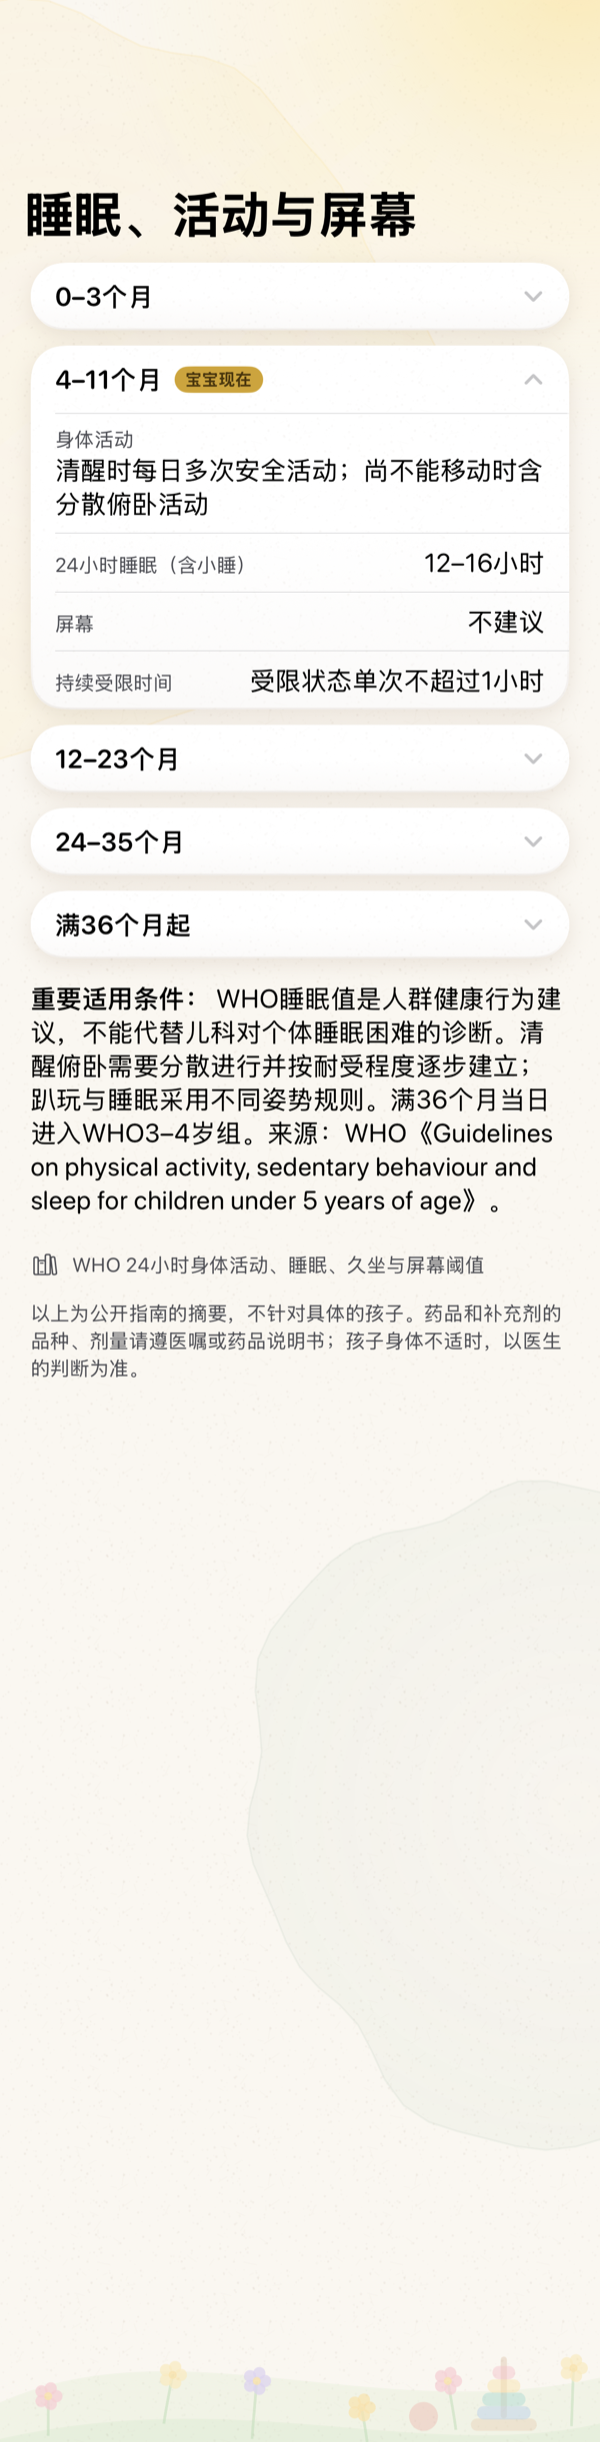 睡眠、活动与屏幕
0–3个月
4–11个月 宝宝现在
身体活动
清醒时每日多次安全活动；尚不能移动时含
分散俯卧活动
24小时睡眠（含小睡） 12–16小时
屏幕 不建议
持续受限时间 受限状态单次不超过1小时
12–23个月
24–35个月
满36个月起
重要适用条件： WHO睡眠值是人群健康行为建
议，不能代替儿科对个体睡眠困难的诊断。清
醒俯卧需要分散进行并按耐受程度逐步建立；
趴玩与睡眠采用不同姿势规则。满36个月当日
进入WHO3–4岁组。来源：WHO《Guidelines
on physical activity, sedentary behaviour and
sleep for children under 5 years of age》。
WHO 24小时身体活动、睡眠、久坐与屏幕阈值
以上为公开指南的摘要，不针对具体的孩子。药品和补充剂的
品种、剂量请遵医嘱或药品说明书；孩子身体不适时，以医生
的判断为准。